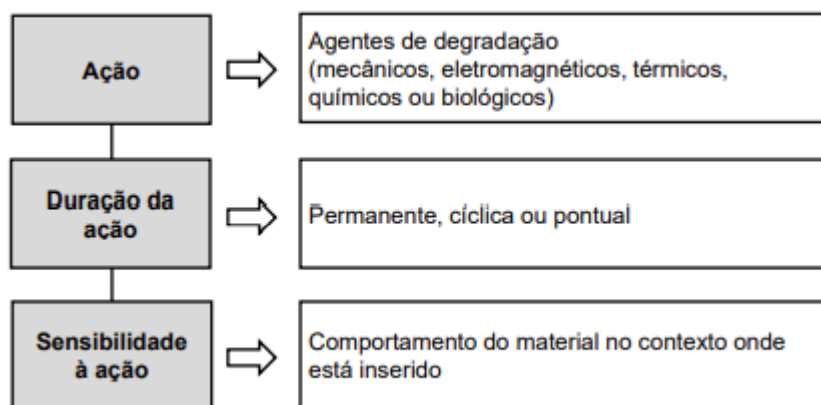 Ação
Agentes de degradação
(mecânicos, eletromagnéticos, térmicos,
químicos ou biológicos)
Duração da
ação
Permanente, cíclica ou pontual
Sensibilidade
à ação
Comportamento do material no contexto onde
está inserido